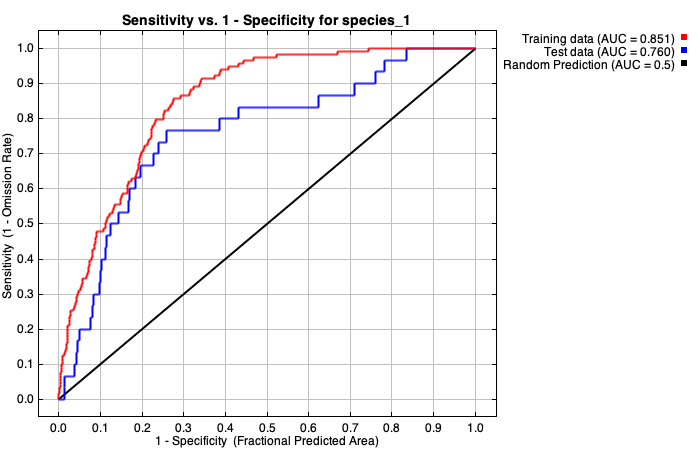 Sensitivity vs. 1 - Specificity for species_1
Training data (AUC = 0.851)
Test data (AUC = 0.760)
Random Prediction (AUC = 0.5)
Sensitivity (1 - Omission Rate)
1.0
0.9
0.8
0.7
0.6
0.5
0.4
0.3
0.2
0.1
0.0
0.0 0.1 0.2 0.3 0.4 0.5 0.6 0.7 0.8 0.9 1.0
1 - Specificity (Fractional Predicted Area)